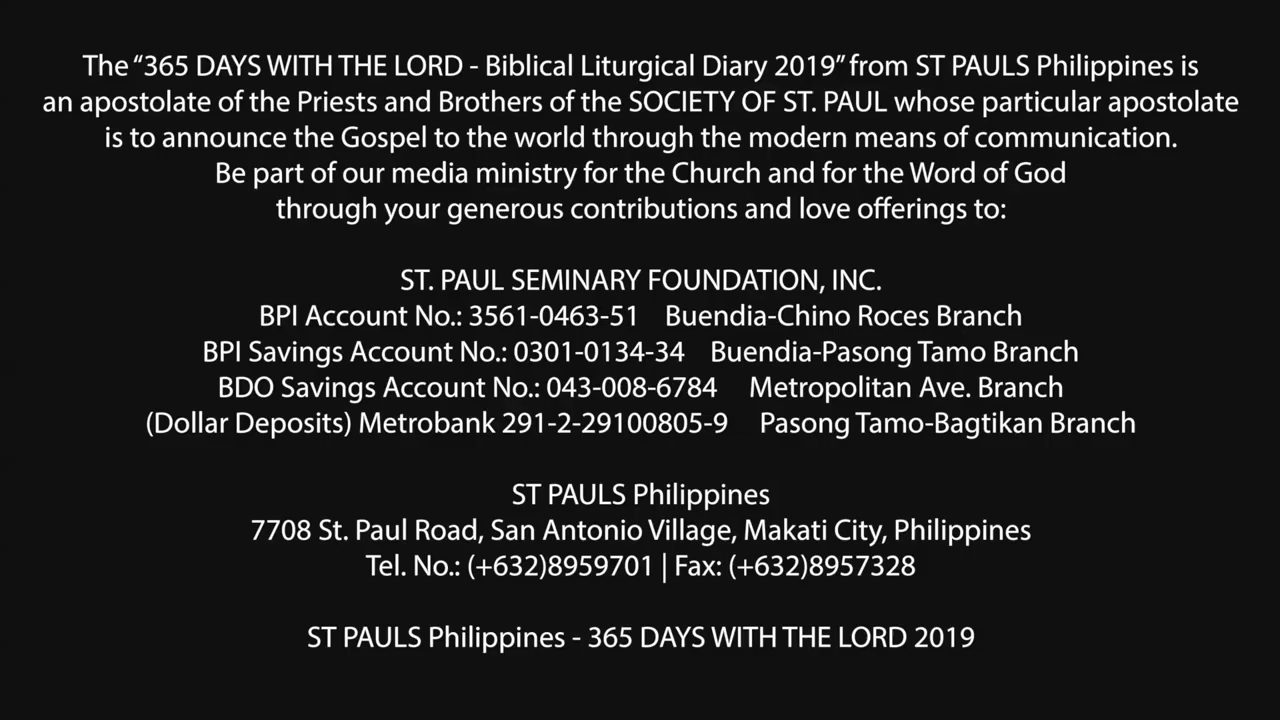 The “365 DAYS WITH THE LORD - Biblical Liturgical Diary 2019” from ST PAULS Philippines is
an apostolate of the Priests and Brothers of the SOCIETY OF ST. PAUL whose particular apostolate
is to announce the Gospel to the world through the modern means of communication.
Be part of our media ministry for the Church and for the Word of God
through your generous contributions and love offerings to:
ST. PAUL SEMINARY FOUNDATION, INC.
BPI Account No.: 3561-0463-51 Buendia-Chino Roces Branch
BPI Savings Account No.: 0301-0134-34 Buendia-Pasong Tamo Branch
BDO Savings Account No.: 043-008-6784 Metropolitan Ave. Branch
(Dollar Deposits) Metrobank 291-2-29100805-9 Pasong Tamo-Bagtikan Branch
ST PAULS Philippines
7708 St. Paul Road, San Antonio Village, Makati City, Philippines
Tel. No.: (+632)8959701 | Fax: (+632)8957328
ST PAULS Philippines - 365 DAYS WITH THE LORD 2019